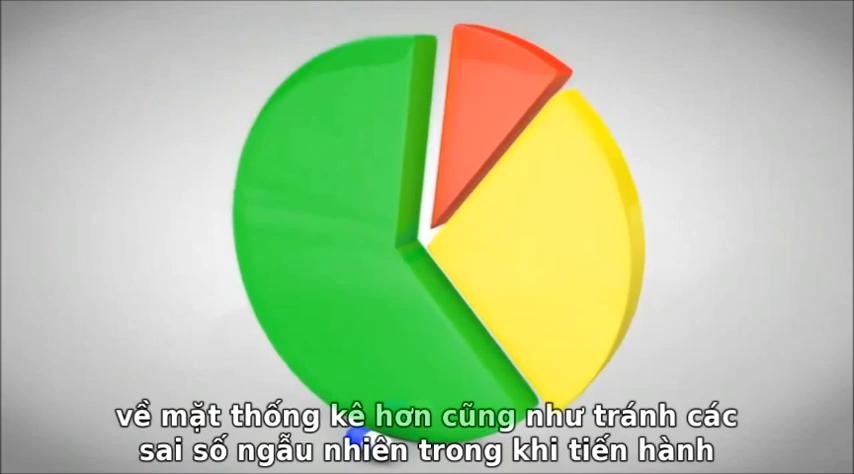 về mặt thống kê hơn cũng như tránh các
sai số ngẫu nhiên trong khi tiến hành